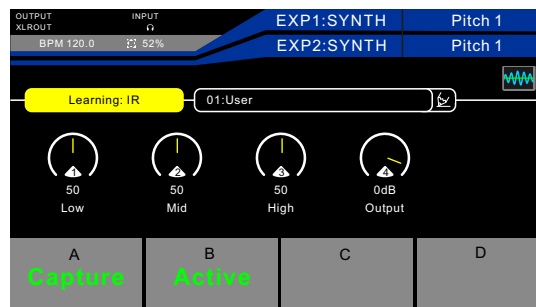 OUTPUT INPUT EXP1:SYNTH Pitch 1
XLROUT
BPM 120.0 52% EXP2:SYNTH Pitch 1
Learning: IR 01:User
1 2 3 4
50 50 50 0dB
Low Mid High Output
A B C D
Capture Active